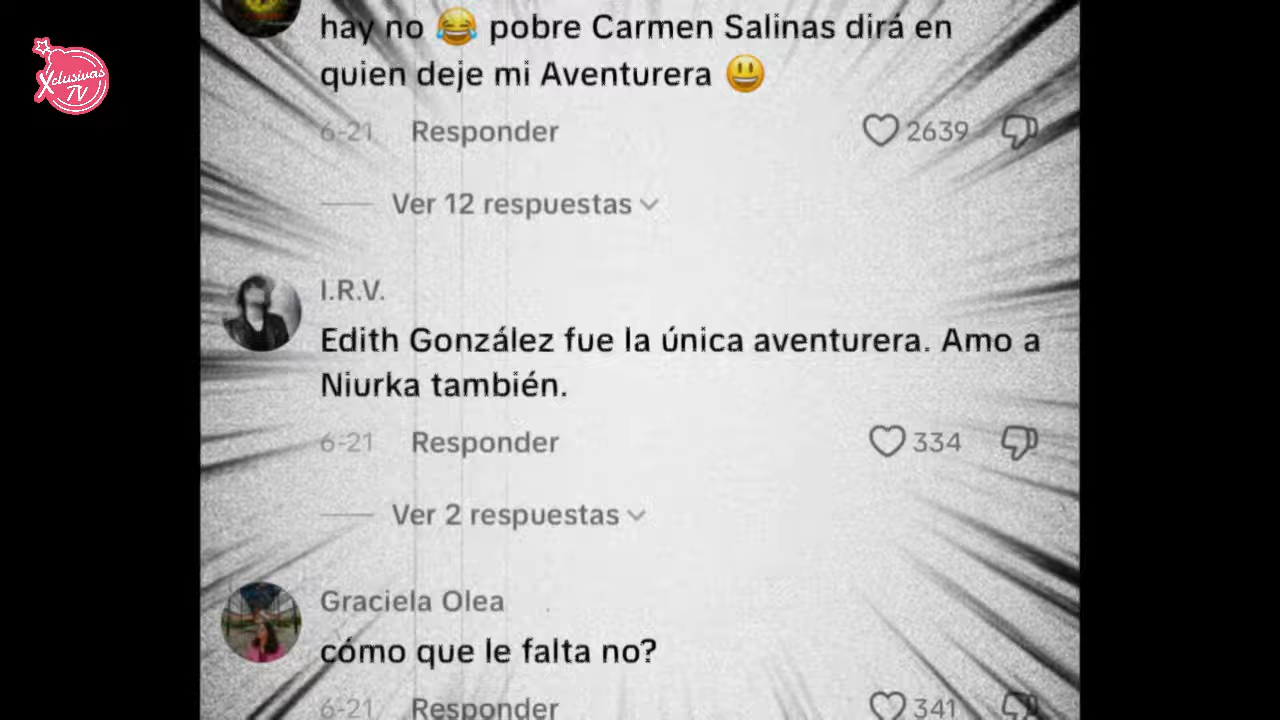 Xclusivas
TV
hay no 😂 pobre Carmen Salinas dirá en
quien deje mi Aventurera 😃
6-21 Responder 2639
Ver 12 respuestas
I.R.V.
Edith González fue la única aventurera. Amo a
Niurka también.
6-21 Responder 334
Ver 2 respuestas
Graciela Olea
cómo que le falta no?
6-21 Responder 341